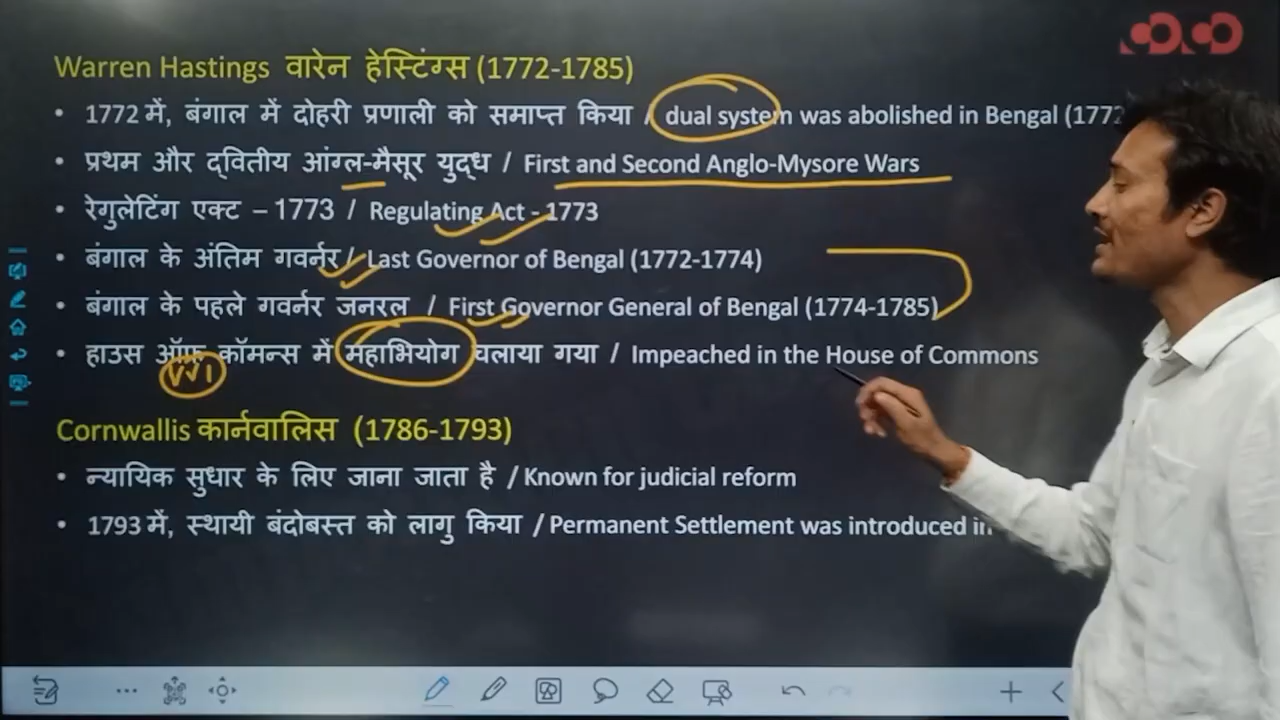 Warren Hastings वारेन हेस्टिंग्स (1772-1785)
• 1772 में, बंगाल में दोहरी प्रणाली को समाप्त किया / dual system was abolished in Bengal (1772
• प्रथम और द्वितीय आंग्ल-मैसूर युद्ध / First and Second Anglo-Mysore Wars
• रेगुलेटिंग एक्ट – 1773 / Regulating Act - 1773
• बंगाल के अंतिम गवर्नर / Last Governor of Bengal (1772-1774)
• बंगाल के पहले गवर्नर जनरल / First Governor General of Bengal (1774-1785)
• हाउस ऑफ़ कॉमन्स में महाभियोग चलाया गया / Impeached in the House of Commons
VVI
Cornwallis कार्नवालिस (1786-1793)
• न्यायिक सुधार के लिए जाना जाता है / Known for judicial reform
• 1793 में, स्थायी बंदोबस्त को लागु किया / Permanent Settlement was introduced in